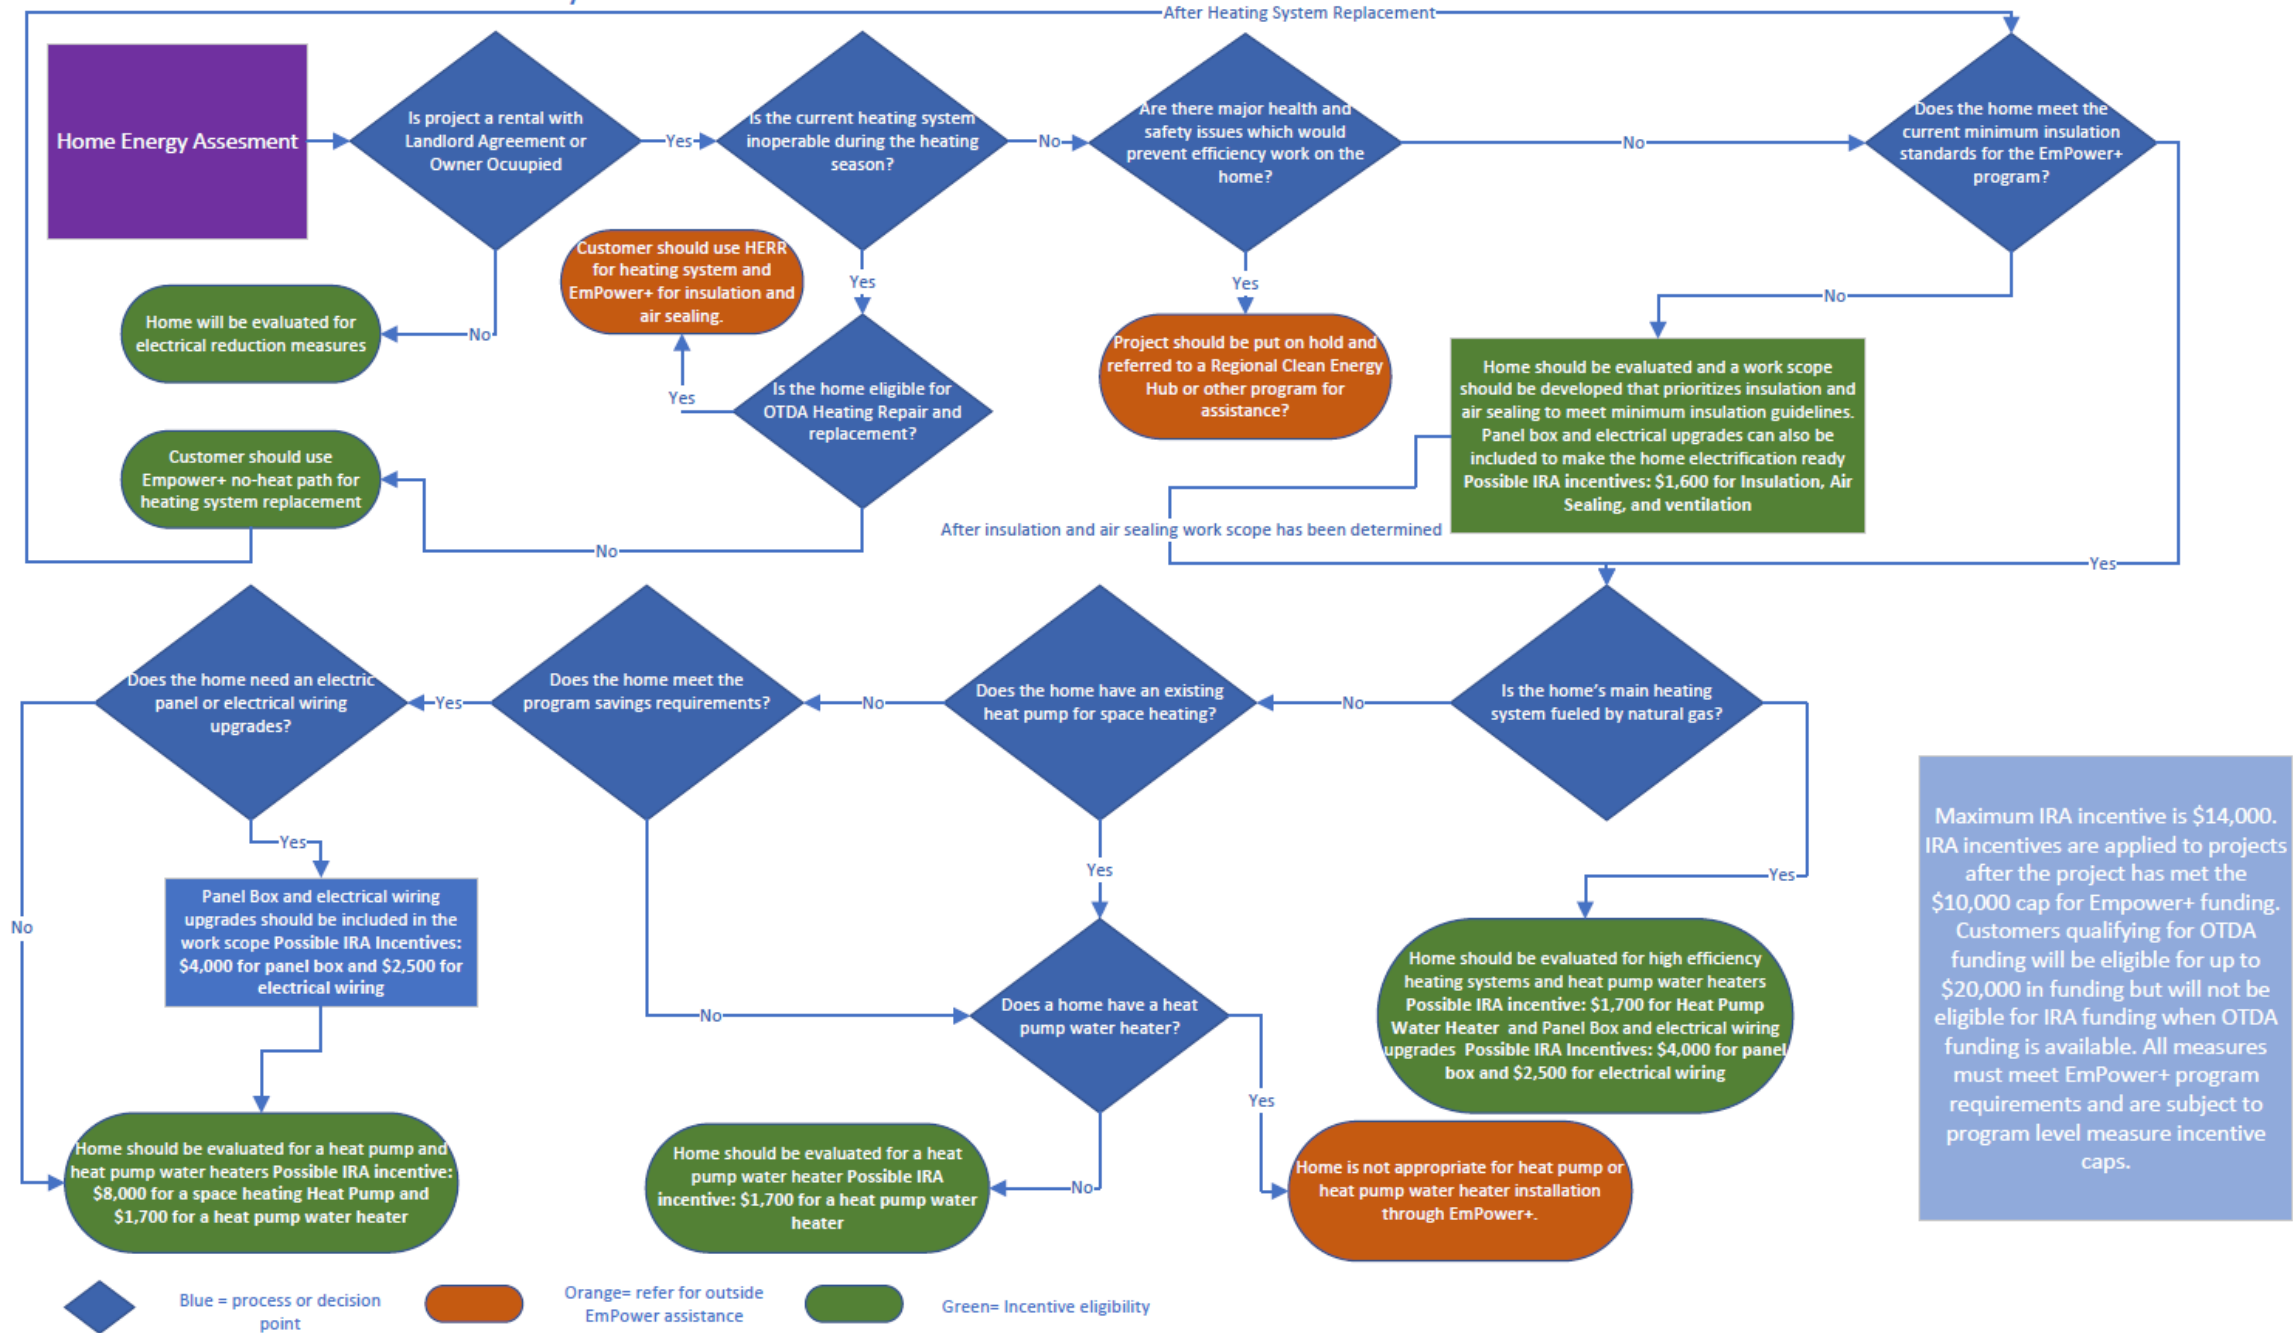 After Heating System Replacement
Home Energy Assesment
Is project a rental with
Landlord Agreement or
Owner Ocuupied
Yes
Is the current heating system
inoperable during the heating
season?
No
Are there major health and
safety issues which would
prevent efficiency work on the
home?
No
Does the home meet the
current minimum insulation
standards for the EmPower+
program?
Customer should use HERR
for heating system and
EmPower+ for insulation and
air sealing.
Yes
Yes
Home will be evaluated for
electrical reduction measures
No
Is the home eligible for
OTDA Heating Repair and
replacement?
Yes
Project should be put on hold and
referred to a Regional Clean Energy
Hub or other program for
assistance?
No
Home should be evaluated and a work scope
should be developed that prioritizes insulation and
air sealing to meet minimum insulation guidelines.
Panel box and electrical upgrades can also be
included to make the home electrification ready
Possible IRA incentives: $1,600 for Insulation, Air
Sealing, and ventilation
Customer should use
Empower+ no-heat path for
heating system replacement
No
After insulation and air sealing work scope has been determined
Yes
Does the home need an electric
panel or electrical wiring
upgrades?
Yes
Does the home meet the
program savings requirements?
No
Does the home have an existing
heat pump for space heating?
No
Is the home's main heating
system fueled by natural gas?
Yes
No
Panel Box and electrical wiring
upgrades should be included in the
work scope Possible IRA Incentives:
$4,000 for panel box and $2,500 for
electrical wiring
Yes
Yes
No
Does a home have a heat
pump water heater?
Home should be evaluated for high efficiency
heating systems and heat pump water heaters
Possible IRA incentive: $1,700 for Heat Pump
Water Heater and Panel Box and electrical wiring
upgrades Possible IRA Incentives: $4,000 for panel
box and $2,500 for electrical wiring
Maximum IRA incentive is $14,000.
IRA incentives are applied to projects
after the project has met the
$10,000 cap for Empower+ funding.
Customers qualifying for OTDA
funding will be eligible for up to
$20,000 in funding but will not be
eligible for IRA funding when OTDA
funding is available. All measures
must meet EmPower+ program
requirements and are subject to
program level measure incentive
caps.
Home should be evaluated for a heat pump and
heat pump water heaters Possible IRA incentive:
$8,000 for a space heating Heat Pump and
$1,700 for a heat pump water heater
Home should be evaluated for a heat
pump water heater Possible IRA
incentive: $1,700 for a heat pump water
heater
No
Yes
Home is not appropriate for heat pump or
heat pump water heater installation
through EmPower+.
Blue = process or decision
point
Orange= refer for outside
EmPower assistance
Green= Incentive eligibility